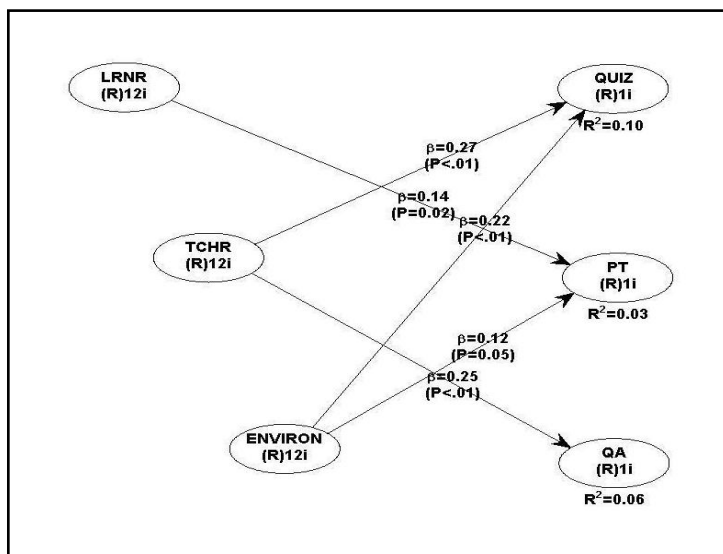 LRNR
(R)12i
QUIZ
(R)1i
R²=0.10
β=0.27
(P<.01)
β=0.14
(P=0.02)
β=0.22
(P<.01)
TCHR
(R)12i
PT
(R)1i
R²=0.03
β=0.12
(P=0.05)
β=0.25
(P<.01)
ENVIRON
(R)12i
QA
(R)1i
R²=0.06